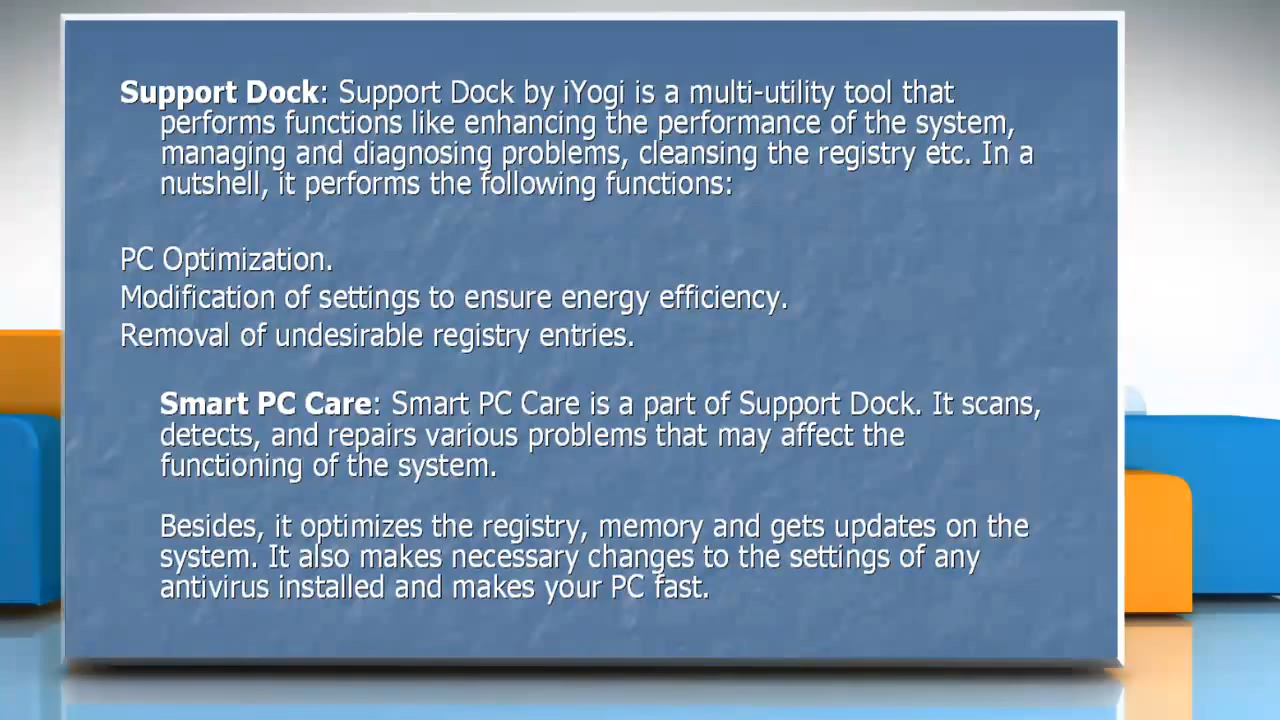 Support Dock: Support Dock by iYogi is a multi-utility tool that
performs functions like enhancing the performance of the system,
managing and diagnosing problems, cleansing the registry etc. In a
nutshell, it performs the following functions:
PC Optimization.
Modification of settings to ensure energy efficiency.
Removal of undesirable registry entries.
Smart PC Care: Smart PC Care is a part of Support Dock. It scans,
detects, and repairs various problems that may affect the
functioning of the system.
Besides, it optimizes the registry, memory and gets updates on the
system. It also makes necessary changes to the settings of any
antivirus installed and makes your PC fast.